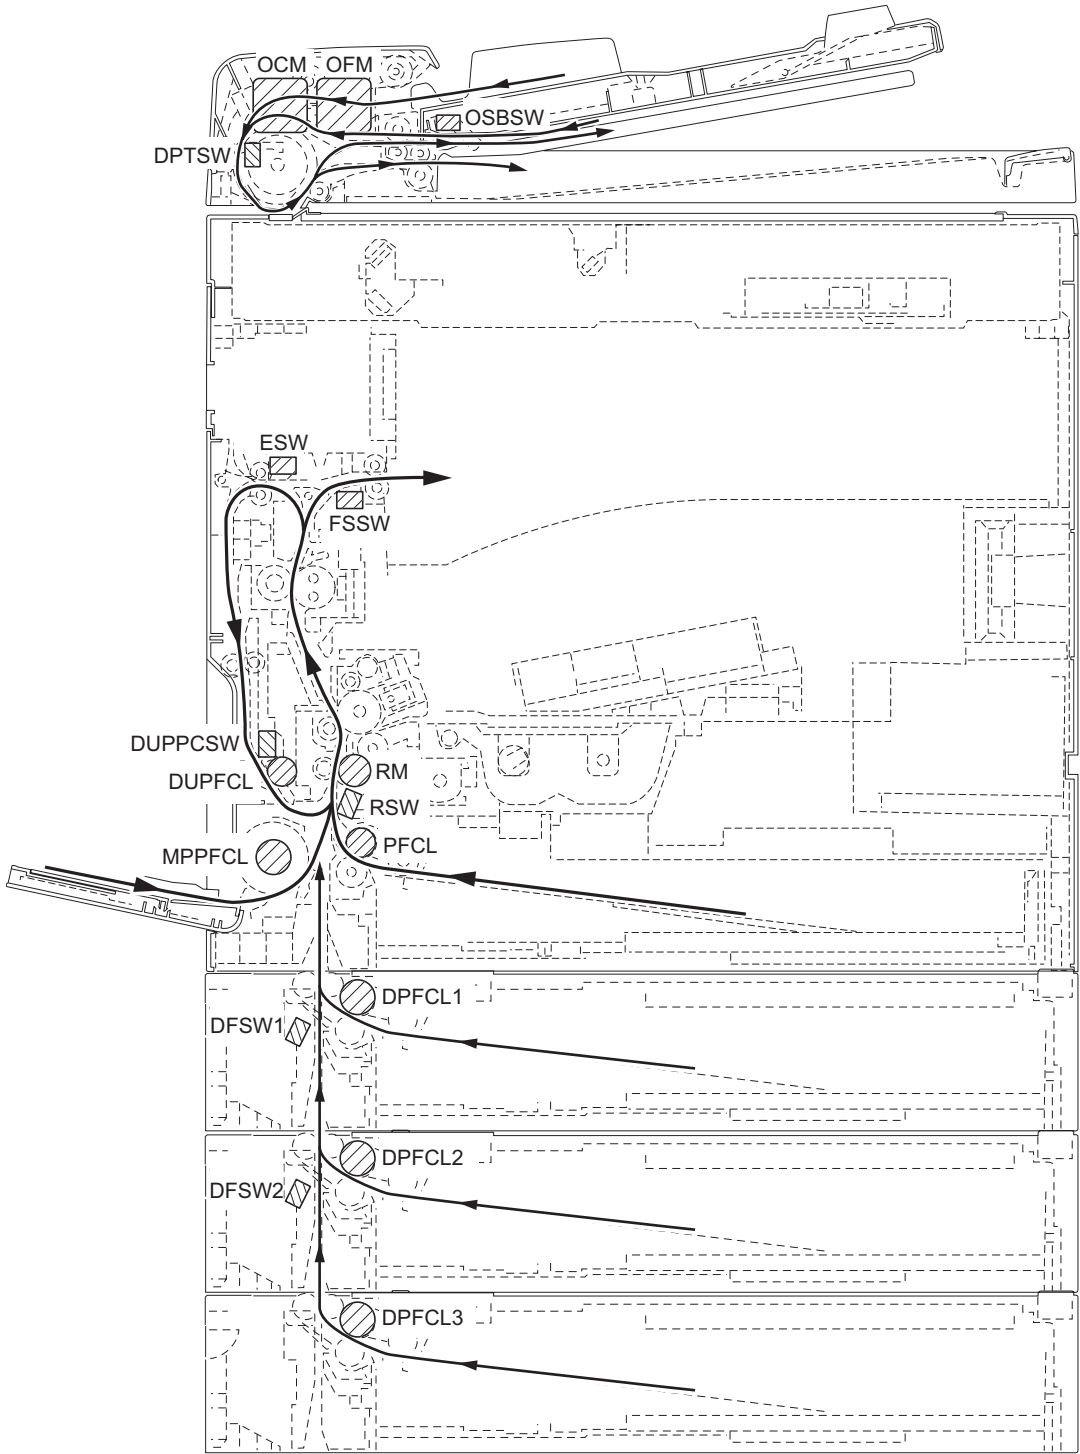 OCM OFM
OSBSW
DPTSW
ESW
FSSW
DUPPCSW
DUPFCL
RM
RSW
MPPFCL
PFCL
DPFCL1
DFSW1
DPFCL2
DFSW2
DPFCL3